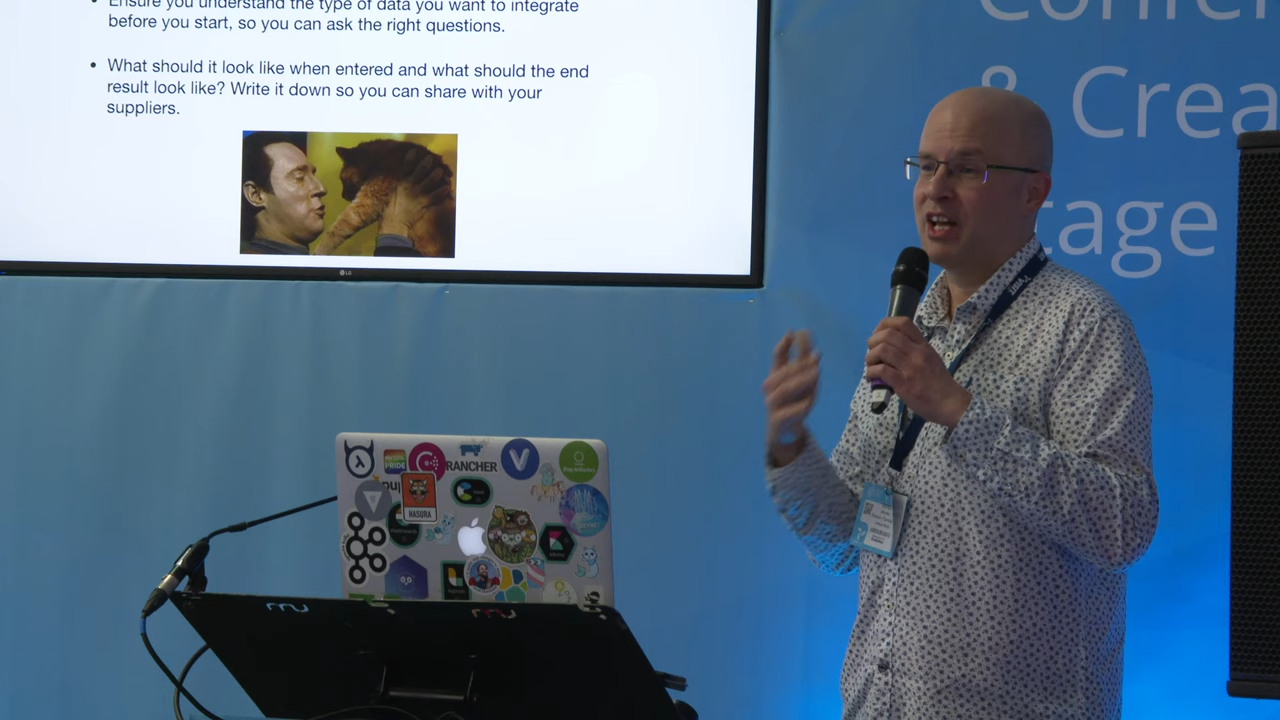 • Ensure you understand the type of data you want to integrate
before you start, so you can ask the right questions.
• What should it look like when entered and what should the end
result look like? Write it down so you can share with your
suppliers.
LG
& Crea
tage
PRIDE
RANCHER
HASURA